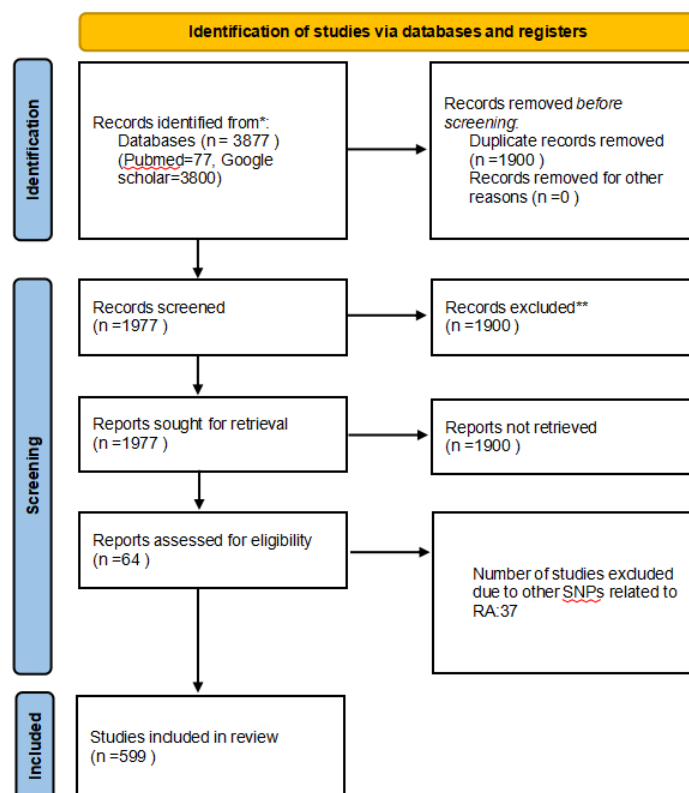 Identification of studies via databases and registers
Identification
Records identified from*:
Databases (n = 3877 )
(Pubmed=77, Google
scholar=3800)
Records removed before
screening:
Duplicate records removed
(n =1900 )
Records removed for other
reasons (n =0 )
Screening
Records screened
(n =1977 )
Records excluded**
(n =1900 )
Reports sought for retrieval
(n =1977 )
Reports not retrieved
(n =1900 )
Reports assessed for eligibility
(n =64 )
Number of studies excluded
due to other SNPs related to
RA:37
Included
Studies included in review
(n =599 )